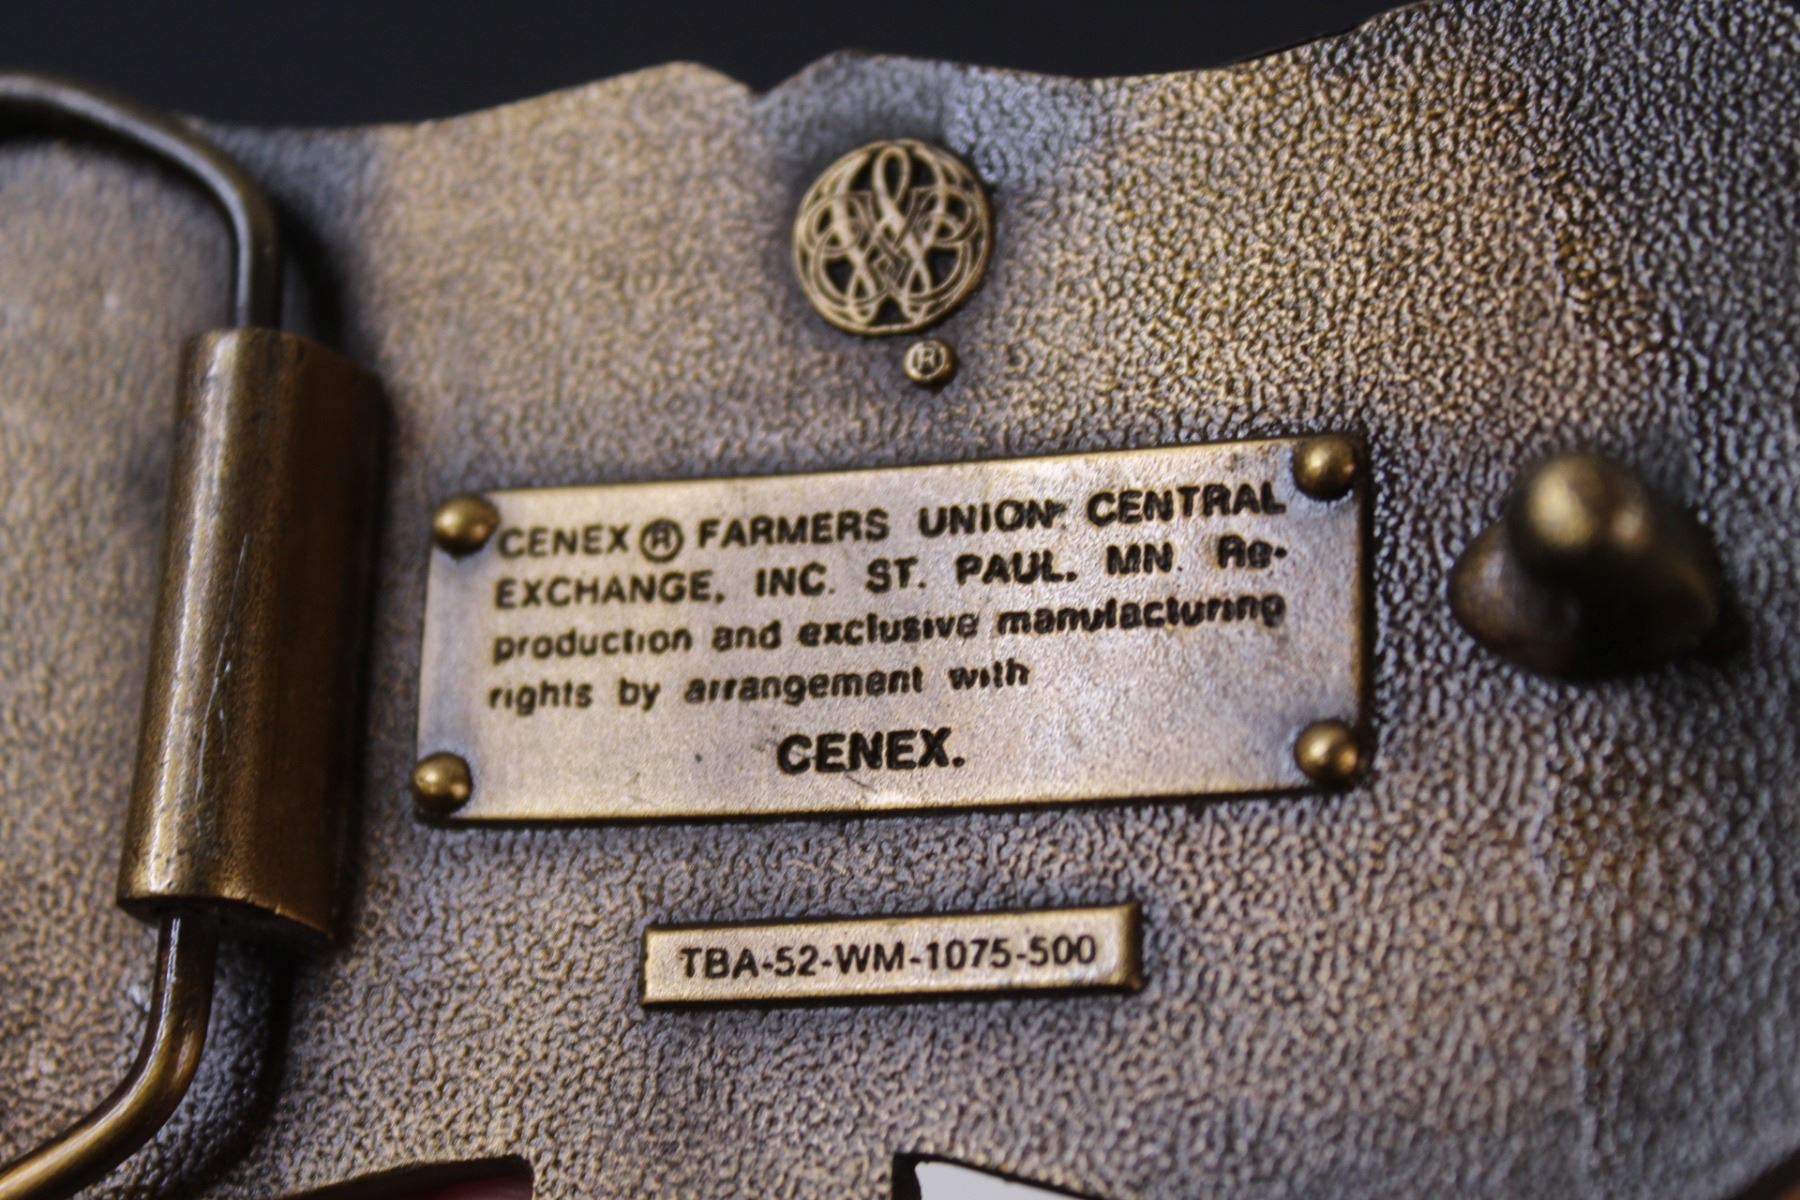 ®
CENEX ® FARMERS UNION CENTRAL
EXCHANGE, INC. ST. PAUL, MN. Re-
production and exclusive manufacturing
rights by arrangement with
CENEX.
TBA-52-WM-1075-500